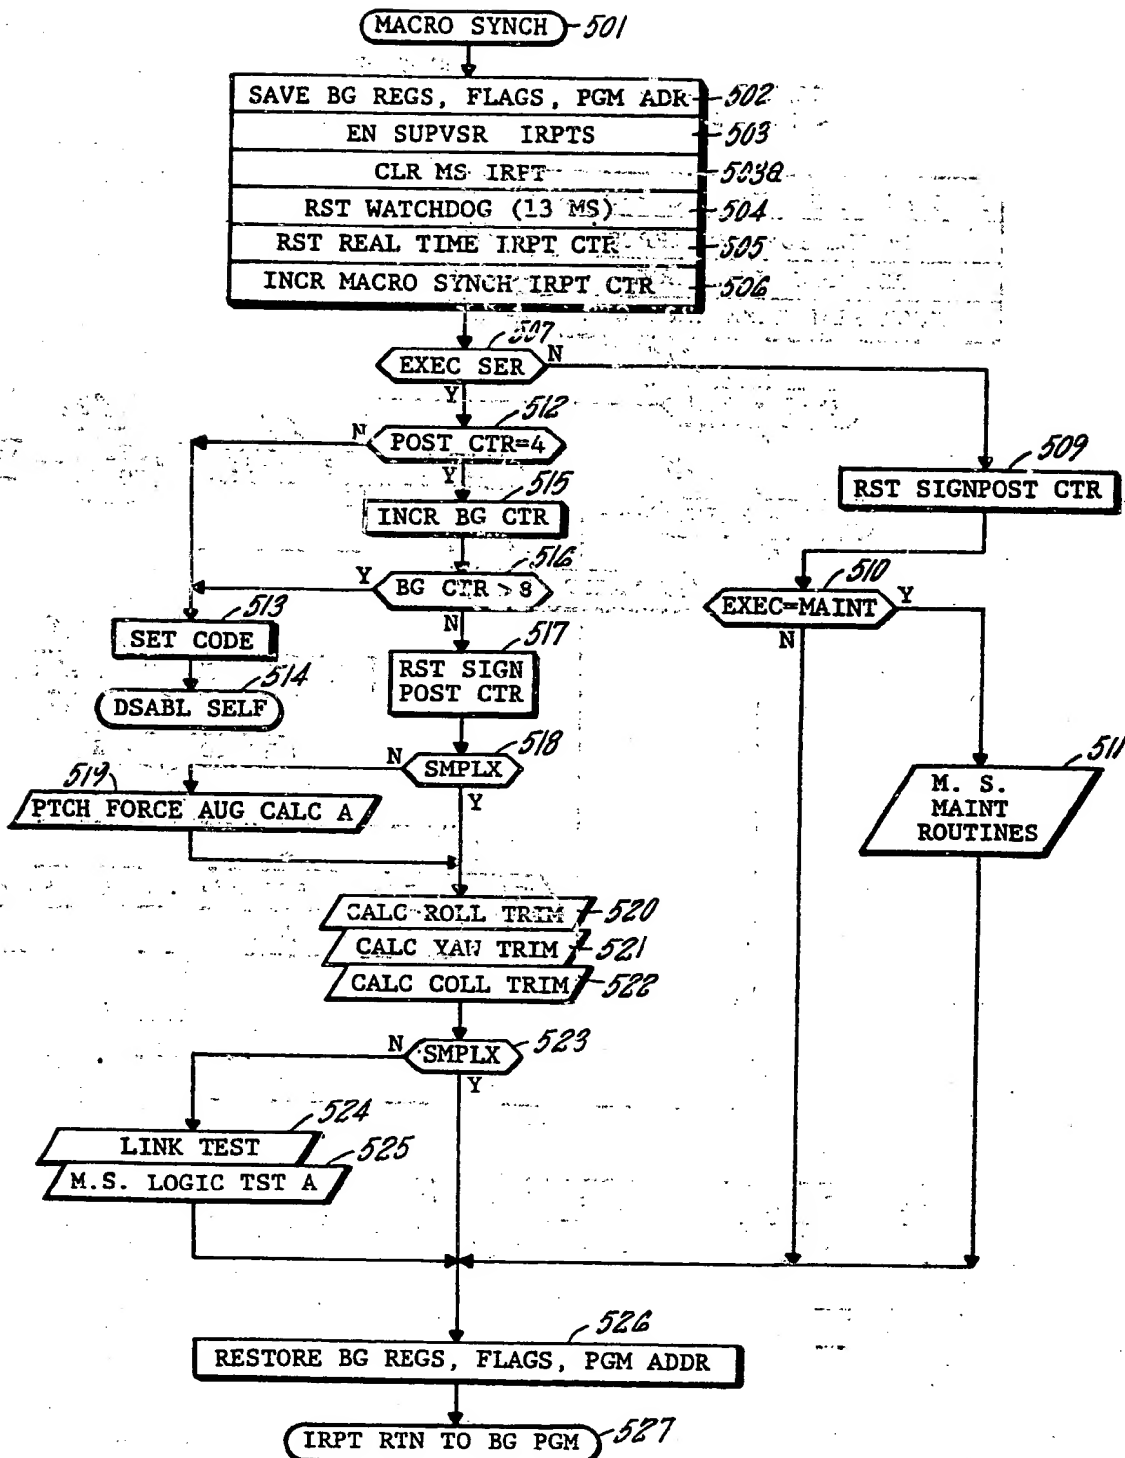 MACRO SYNCH 501
SAVE BG REGS, FLAGS, PGM ADR 502
EN SUPVSR IRPTS 503
CLR MS IRPT 503a
RST WATCHDOG (13 MS) 504
RST REAL TIME IRPT CTR 505
INCR MACRO SYNCH IRPT CTR 506
507
EXEC SER N
Y
512
N POST CTR=4
Y
509
RST SIGNPOST CTR
515
INCR BG CTR
516
Y BG CTR > 8
N
510
EXEC=MAINT Y
N
513
SET CODE
517
RST SIGN
POST CTR
514
DSABL SELF
518
N SMPLX
Y
511
M. S.
MAINT
ROUTINES
519
PTCH FORCE AUG CALC A
CALC ROLL TRIM 520
CALC YAW TRIM 521
CALC COLL TRIM 522
N SMPLX 523
Y
524
LINK TEST
525
M.S. LOGIC TST A
526
RESTORE BG REGS, FLAGS, PGM ADDR
IRPT RTN TO BG PGM 527